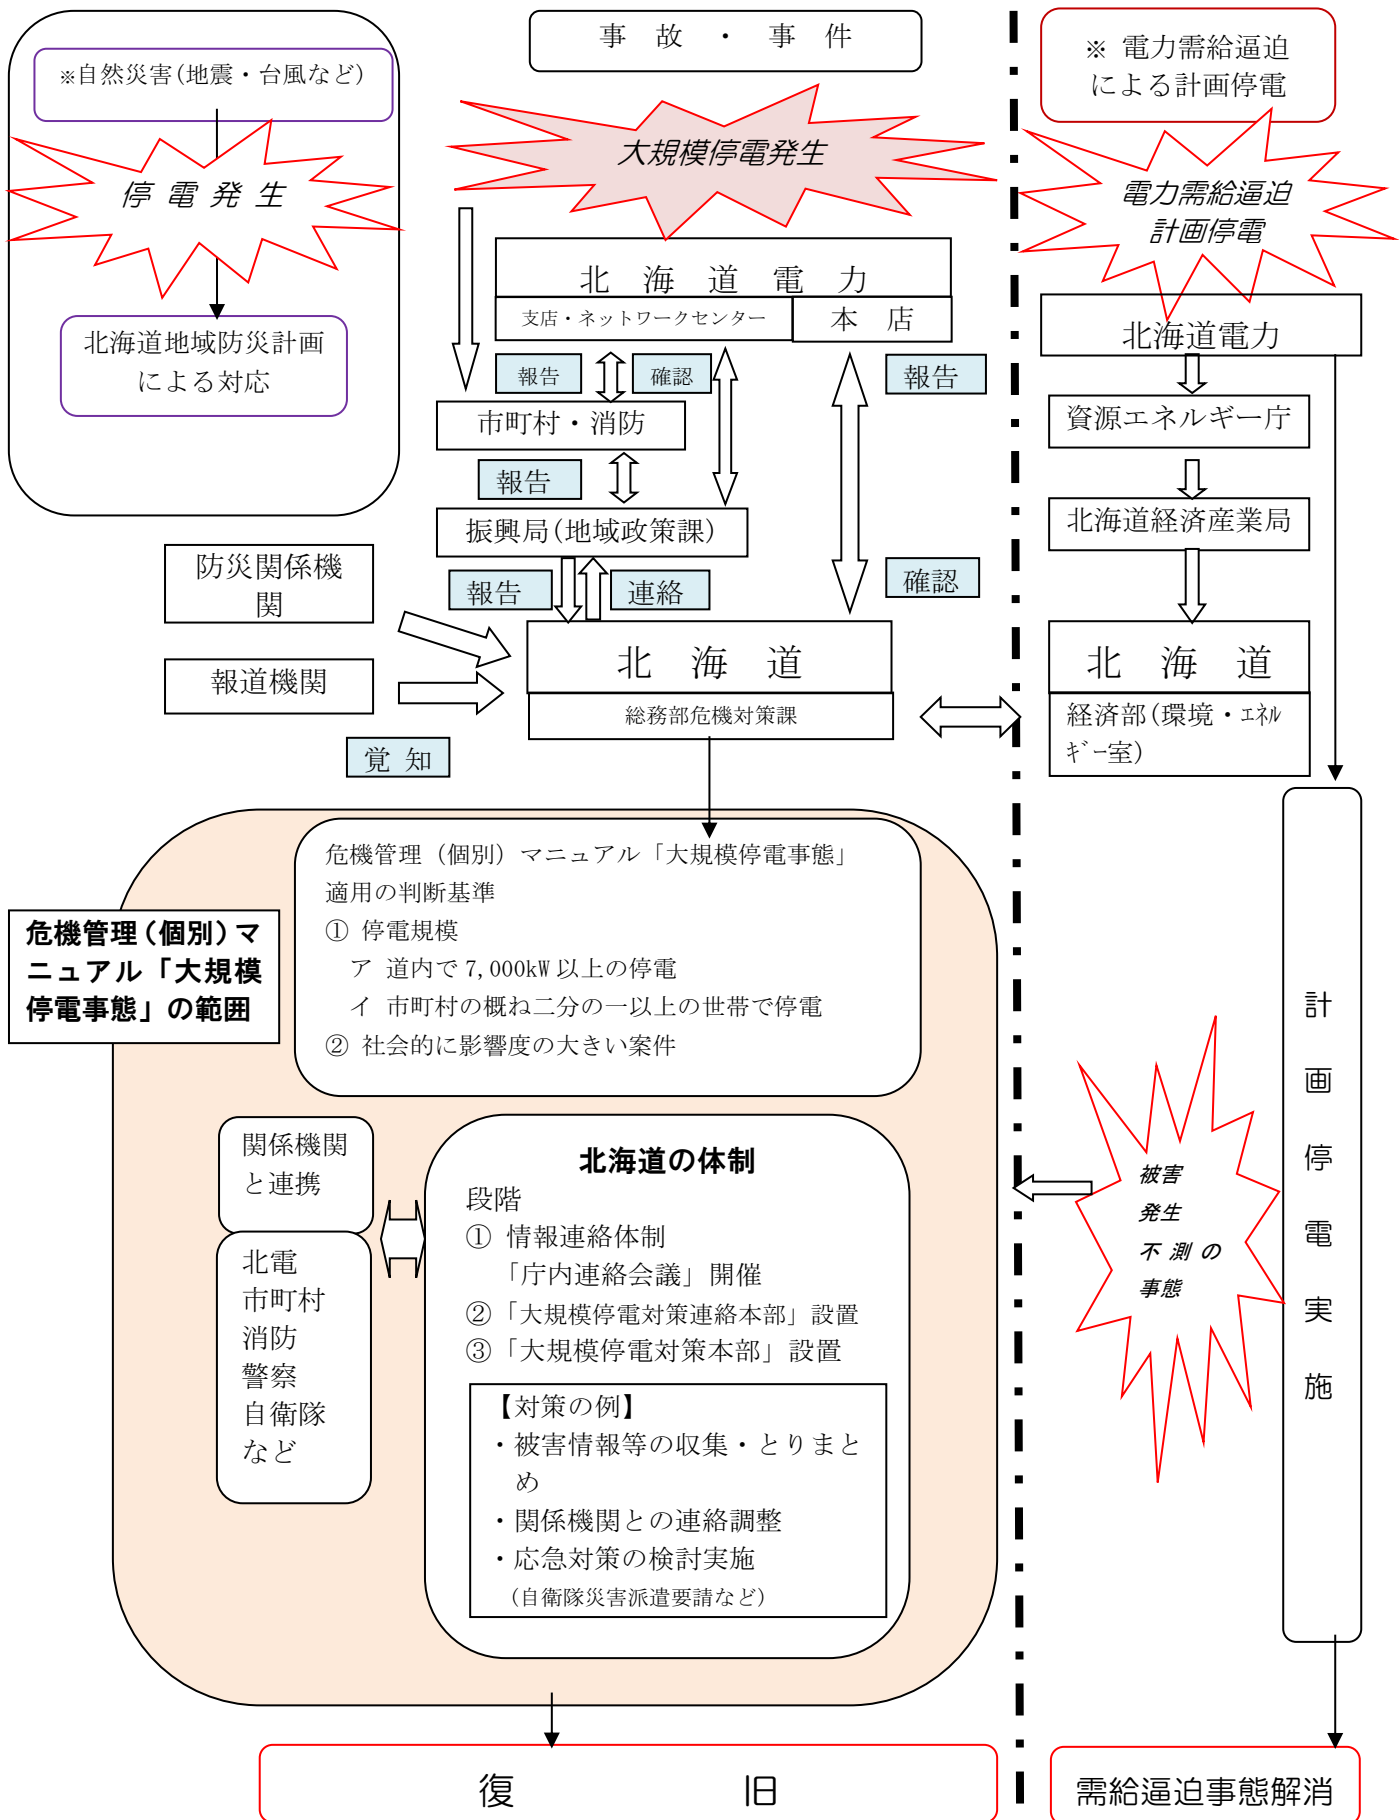 ※自然災害(地震・台風など)
停 電 発 生
北海道地域防災計画
による対応
事 故 ・ 事 件
大規模停電発生
北 海 道 電 力
支店・ネットワークセンター
本 店
報告
確認
報告
市町村・消防
報告
振興局(地域政策課)
報告
連絡
確認
防災関係機
関
報道機関
覚 知
北 海 道
総務部危機対策課
※ 電力需給逼迫
による計画停電
電力需給逼迫
計画停電
北海道電力
資源エネルギー庁
北海道経済産業局
北 海 道
経済部(環境・エネル
ギー室)
危機管理（個別）マ
ニュアル「大規模
停電事態」の範囲
危機管理（個別）マニュアル「大規模停電事態」
適用の判断基準
① 停電規模
ア 道内で 7,000kW 以上の停電
イ 市町村の概ね二分の一以上の世帯で停電
② 社会的に影響度の大きい案件
関係機関
と連携
北電
市町村
消防
警察
自衛隊
など
北海道の体制
段階
① 情報連絡体制
「庁内連絡会議」開催
②「大規模停電対策連絡本部」設置
③「大規模停電対策本部」設置
【対策の例】
・被害情報等の収集・とりまと
め
・関係機関との連絡調整
・応急対策の検討実施
（自衛隊災害派遣要請など）
被害
発生
不 測 の
事態
計画停電実施
復 旧
需給逼迫事態解消